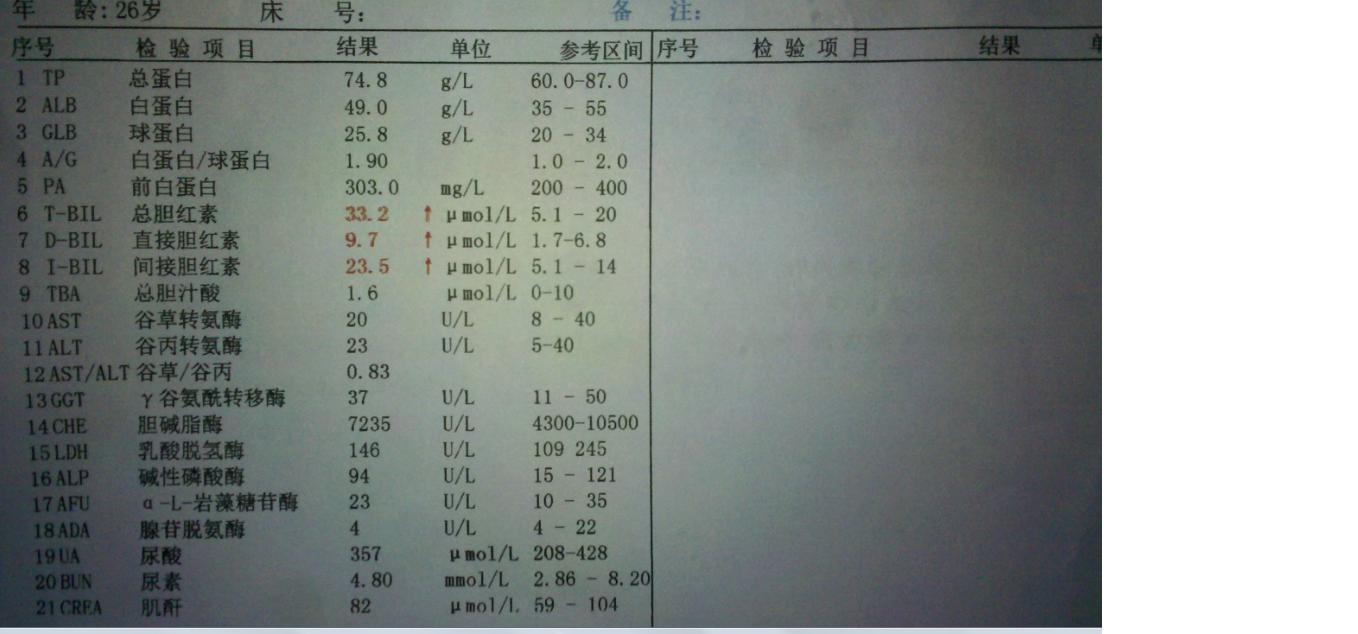 年 龄: 26岁 床 号: 备 注:
序号 检 验 项 目 结果 单位 参考区间 序号 检 验 项 目 结果 单
1 TP 总蛋白 74.8 g/L 60.0-87.0
2 ALB 白蛋白 49.0 g/L 35 - 55
3 GLB 球蛋白 25.8 g/L 20 - 34
4 A/G 白蛋白/球蛋白 1.90 1.0 - 2.0
5 PA 前白蛋白 303.0 mg/L 200 - 400
6 T-BIL 总胆红素 33.2 ↑ μmol/L 5.1 - 20
7 D-BIL 直接胆红素 9.7 ↑ μmol/L 1.7-6.8
8 I-BIL 间接胆红素 23.5 ↑ μmol/L 5.1 - 14
9 TBA 总胆汁酸 1.6 μmol/L 0-10
10 AST 谷草转氨酶 20 U/L 8 - 40
11 ALT 谷丙转氨酶 23 U/L 5-40
12 AST/ALT 谷草/谷丙 0.83
13 GGT γ谷氨酰转移酶 37 U/L 11 - 50
14 CHE 胆碱脂酶 7235 U/L 4300-10500
15 LDH 乳酸脱氢酶 146 U/L 109 245
16 ALP 碱性磷酸酶 94 U/L 15 - 121
17 AFU α-L-岩藻糖苷酶 23 U/L 10 - 35
18 ADA 腺苷脱氨酶 4 U/L 4 - 22
19 UA 尿酸 357 μmol/L 208-428
20 BUN 尿素 4.80 mmol/L 2.86 - 8.20
21 CREA 肌酐 82 μmol/L 59 - 104